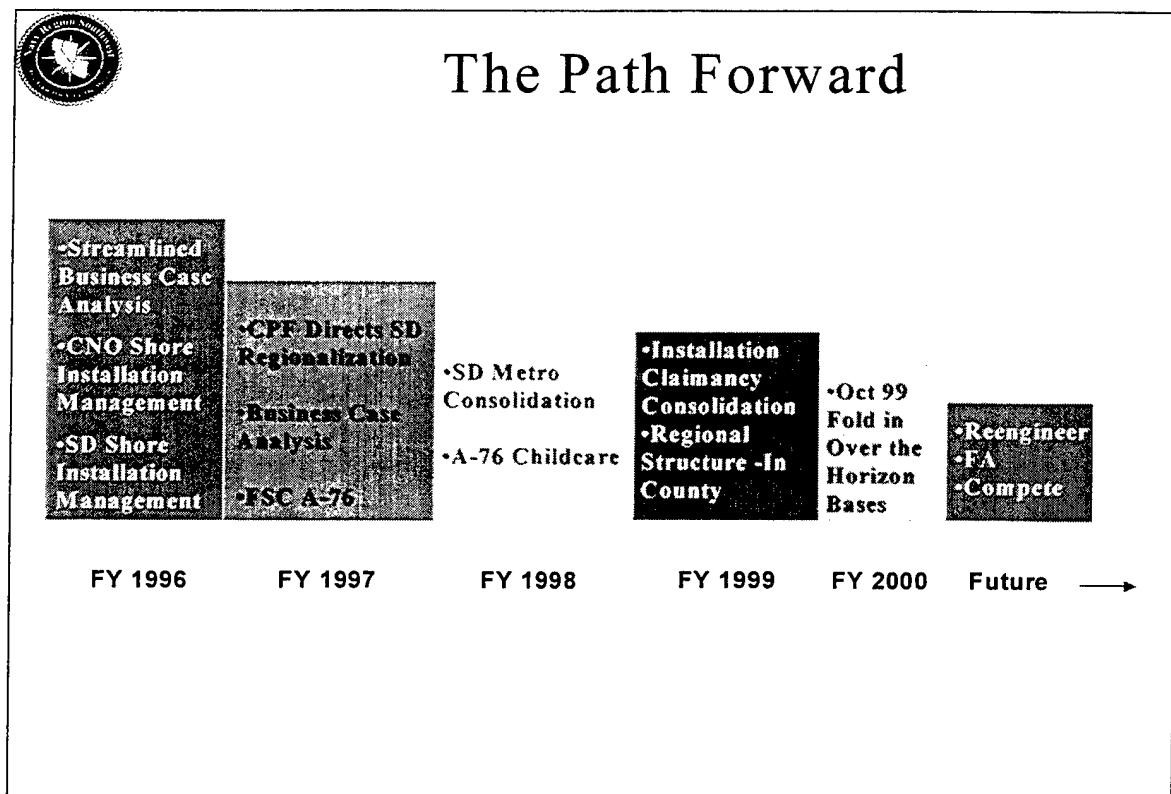 Navy Region Southwest
The Path Forward
•Streamlined
Business Case
Analysis
•CNO Shore
Installation
Management
•SD Shore
Installation
Management
•CPF Directs SD
Regionalization
•Business Case
Analysis
•FSC A-76
•SD Metro
Consolidation
•A-76 Childcare
•Installation
Claimancy
Consolidation
•Regional
Structure -In
County
•Oct 99
Fold in
Over the
Horizon
Bases
•Reengineer
•FA
•Compete
FY 1996
FY 1997
FY 1998
FY 1999
FY 2000
Future